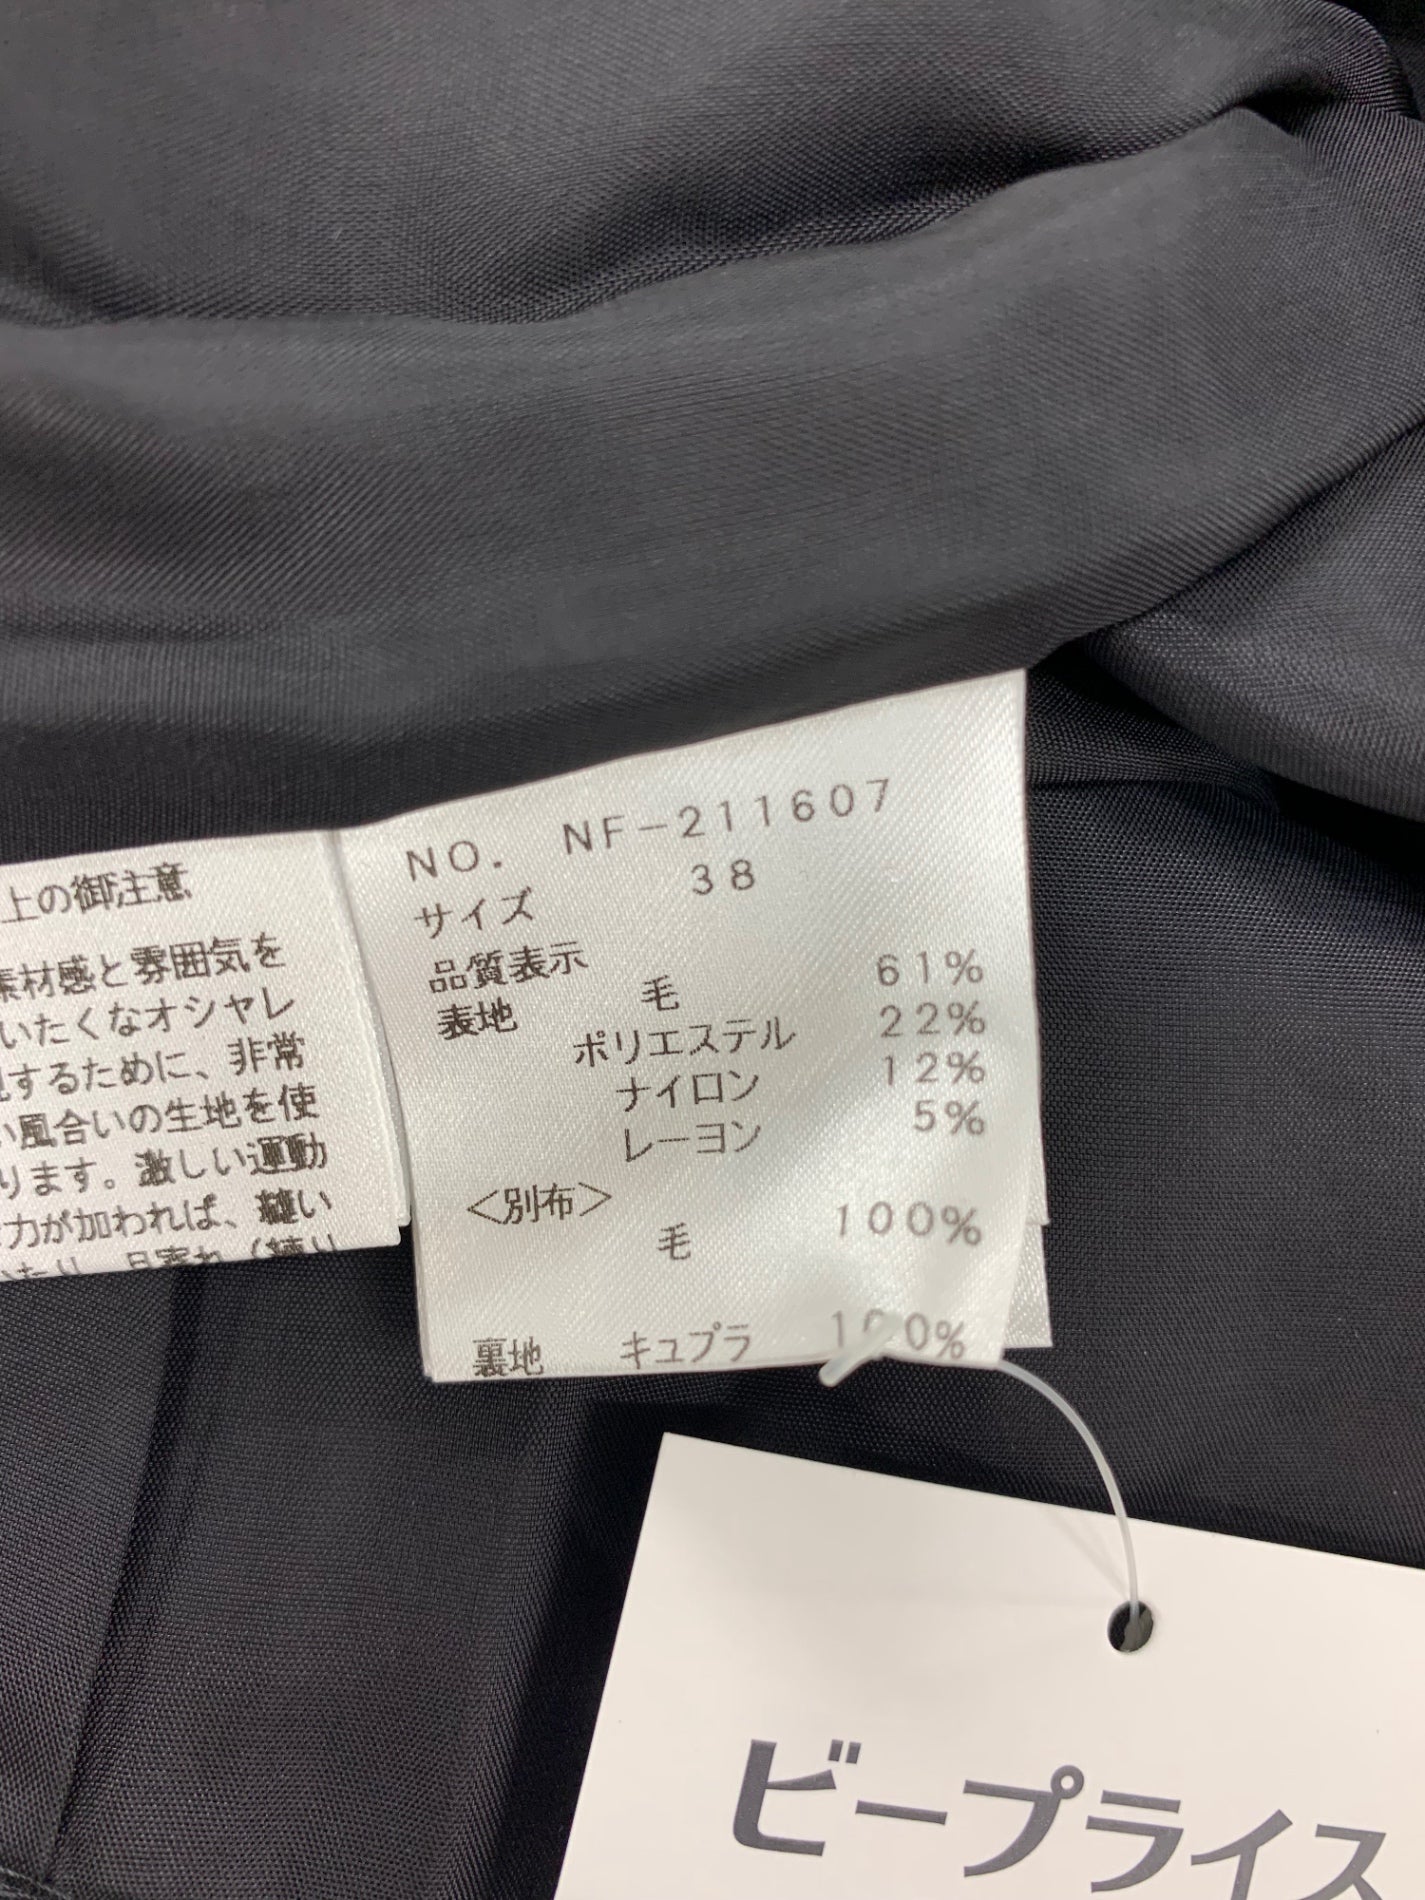 上の御注意
素材感と雰囲気を
いたくなオシャレ
するために、非常
い風合いの生地を使
ります。激しい運動
力が加われば、縫い
NO. NF-211607
サイズ 38
品質表示
表地 毛 61%
ポリエステル 22%
ナイロン 12%
レーヨン 5%
<別布>
毛 100%
裏地 キュプラ 100%
ビープライス